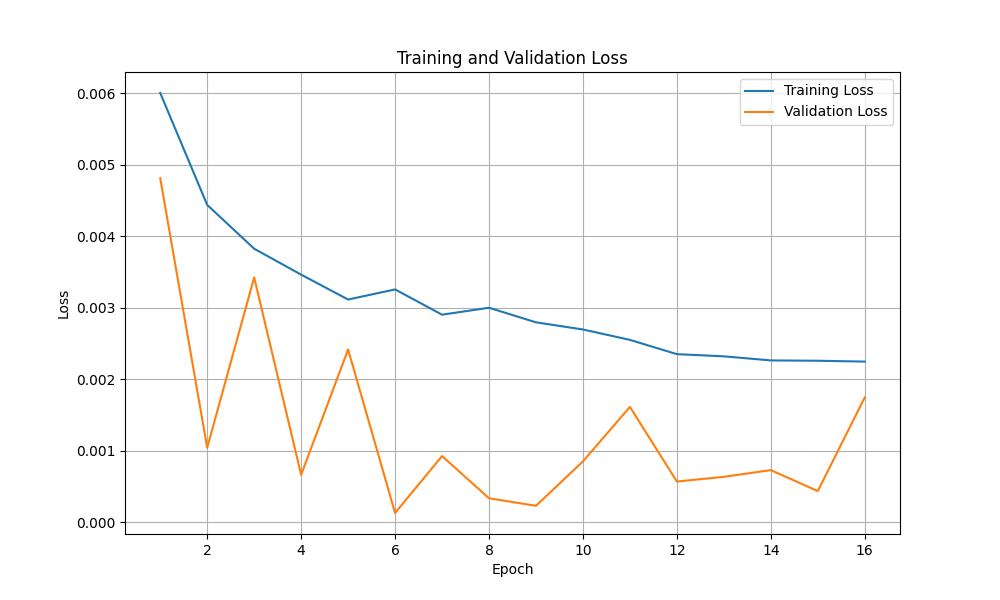 Training and Validation Loss
Training Loss
Validation Loss
0.006
0.005
0.004
0.003
0.002
0.001
0.000
Loss
2 4 6 8 10 12 14 16
Epoch